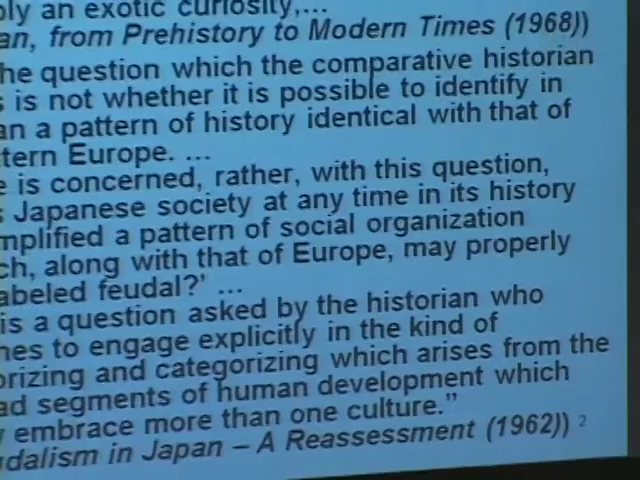 ply an exotic curiosity,...
an, from Prehistory to Modern Times (1968))
he question which the comparative historian
s is not whether it is possible to identify in
an a pattern of history identical with that of
tern Europe. ...
e is concerned, rather, with this question,
s Japanese society at any time in its history
mplified a pattern of social organization
ch, along with that of Europe, may properly
abeled feudal?' ...
is a question asked by the historian who
hes to engage explicitly in the kind of
orizing and categorizing which arises from the
ad segments of human development which
y embrace more than one culture."
udalism in Japan – A Reassessment (1962)) 2